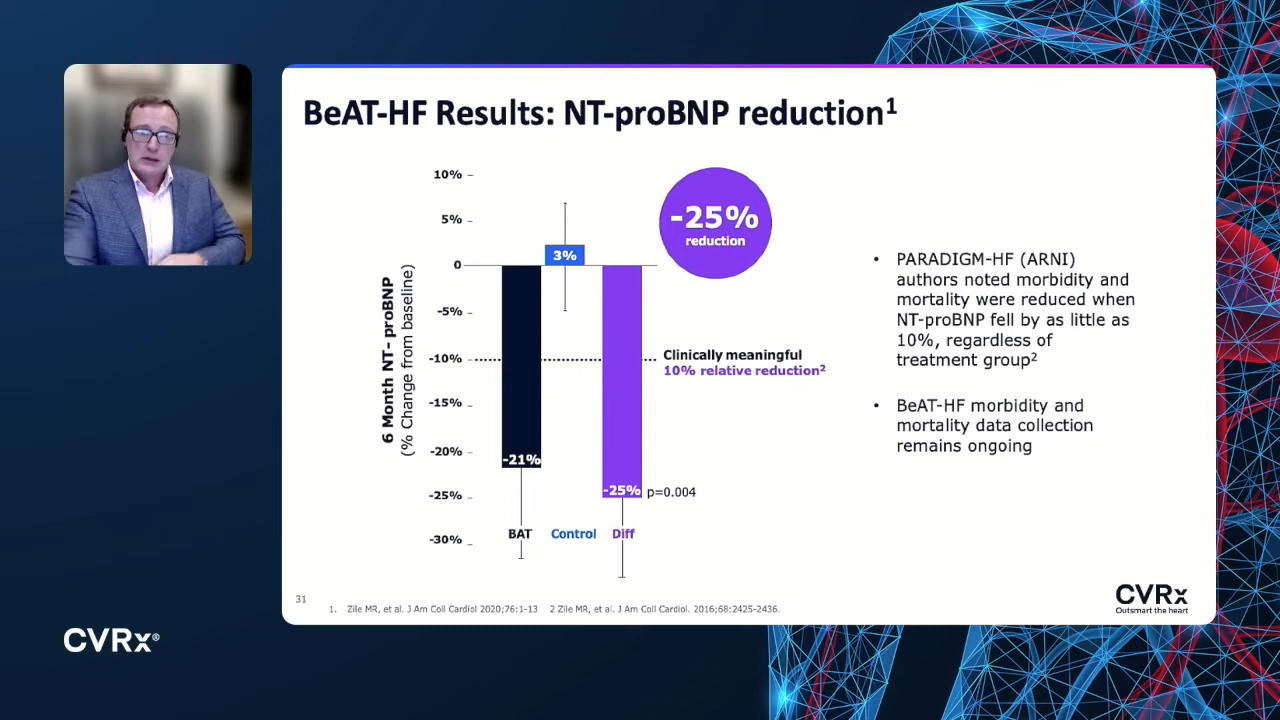 BeAT-HF Results: NT-proBNP reduction1
10%
5%
0
-5%
-10%
-15%
-20%
-25%
-30%
6 Month NT- proBNP
(% Change from baseline)
3%
-21%
-25%
p=0.004
BAT
Control
Diff
-25%
reduction
Clinically meaningful
10% relative reduction2
• PARADIGM-HF (ARNI)
authors noted morbidity and
mortality were reduced when
NT-proBNP fell by as little as
10%, regardless of
treatment group2
• BeAT-HF morbidity and
mortality data collection
remains ongoing
31
1. Zile MR, et al. J Am Coll Cardiol 2020;76:1-13 2 Zile MR, et al. J Am Coll Cardiol. 2016;68:2425-2436.
CVRx
Outsmart the heart
CVRx®